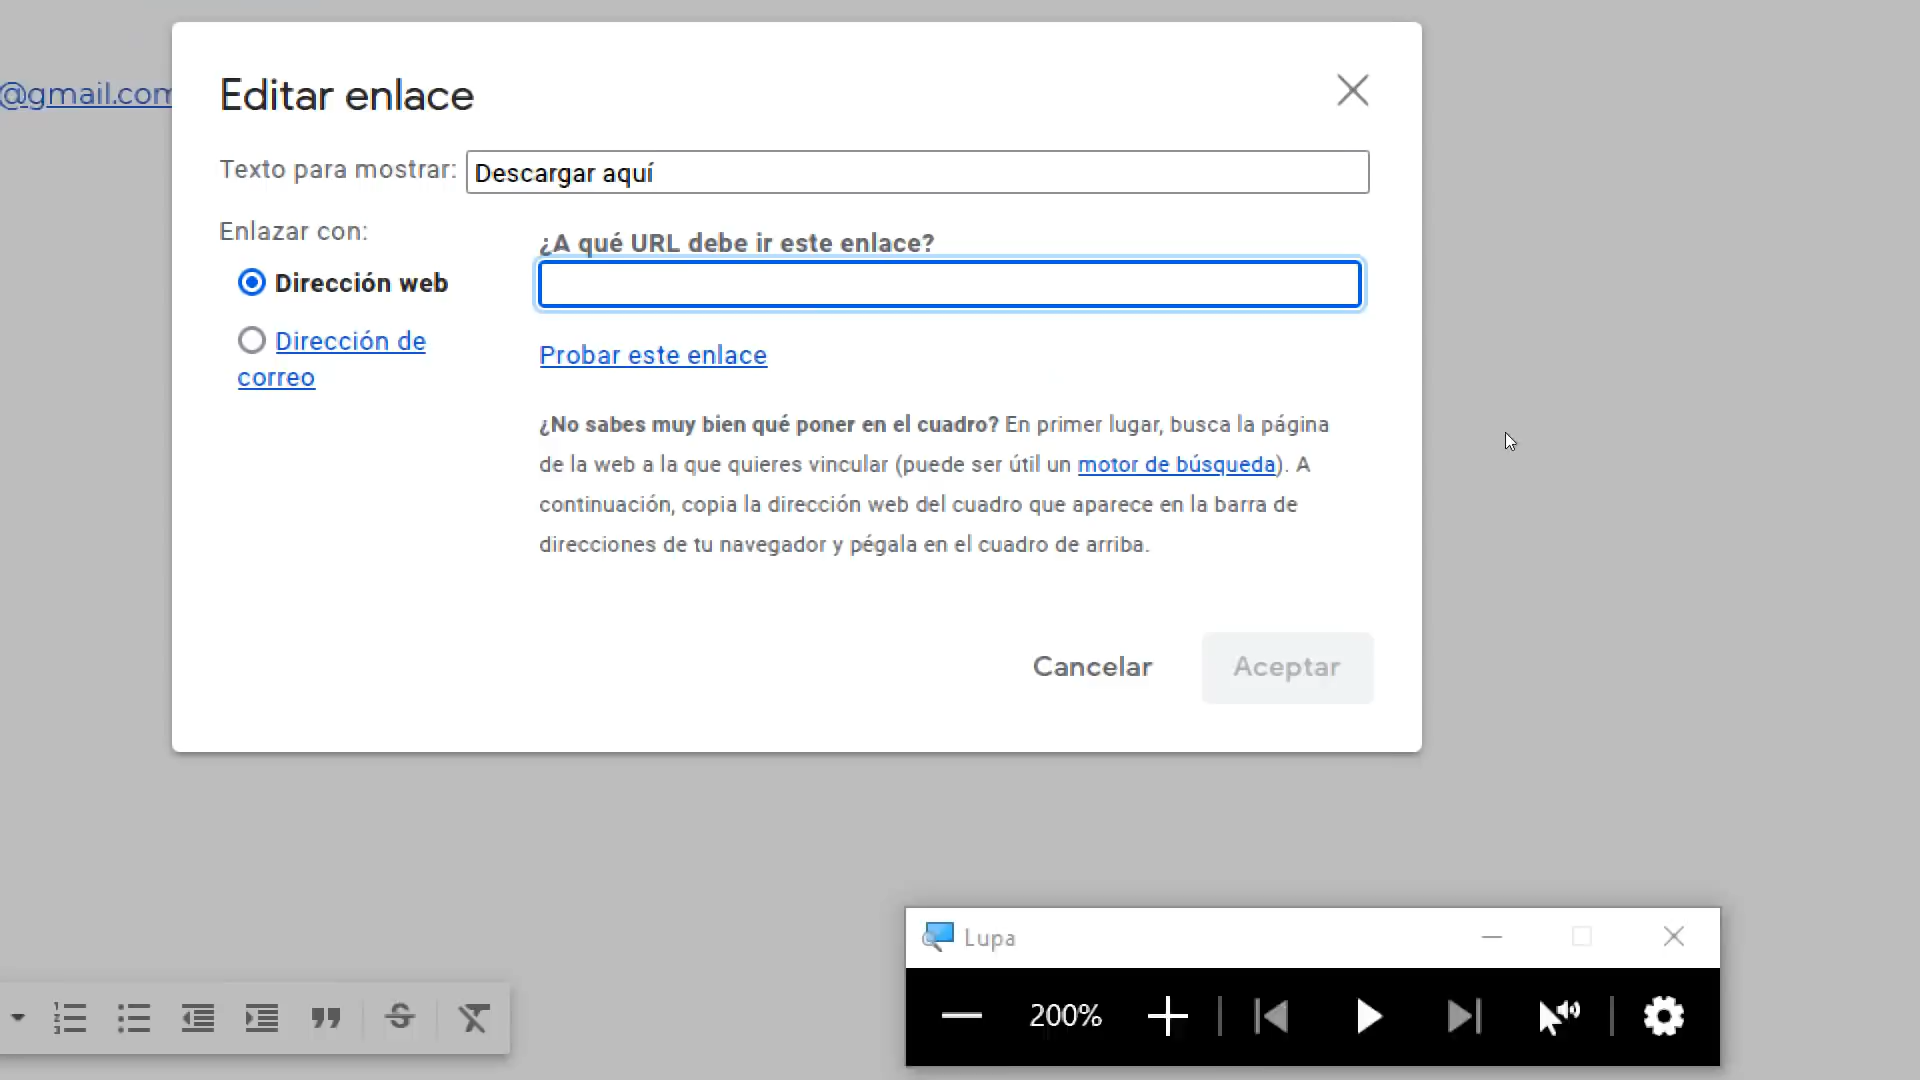 @gmail.com
Editar enlace
Texto para mostrar: Descargar aquí
Enlazar con:
¿A qué URL debe ir este enlace?
Dirección web
Dirección de
correo
Probar este enlace
¿No sabes muy bien qué poner en el cuadro? En primer lugar, busca la página
de la web a la que quieres vincular (puede ser útil un motor de búsqueda). A
continuación, copia la dirección web del cuadro que aparece en la barra de
direcciones de tu navegador y pégala en el cuadro de arriba.
Cancelar
Aceptar
Lupa
200%